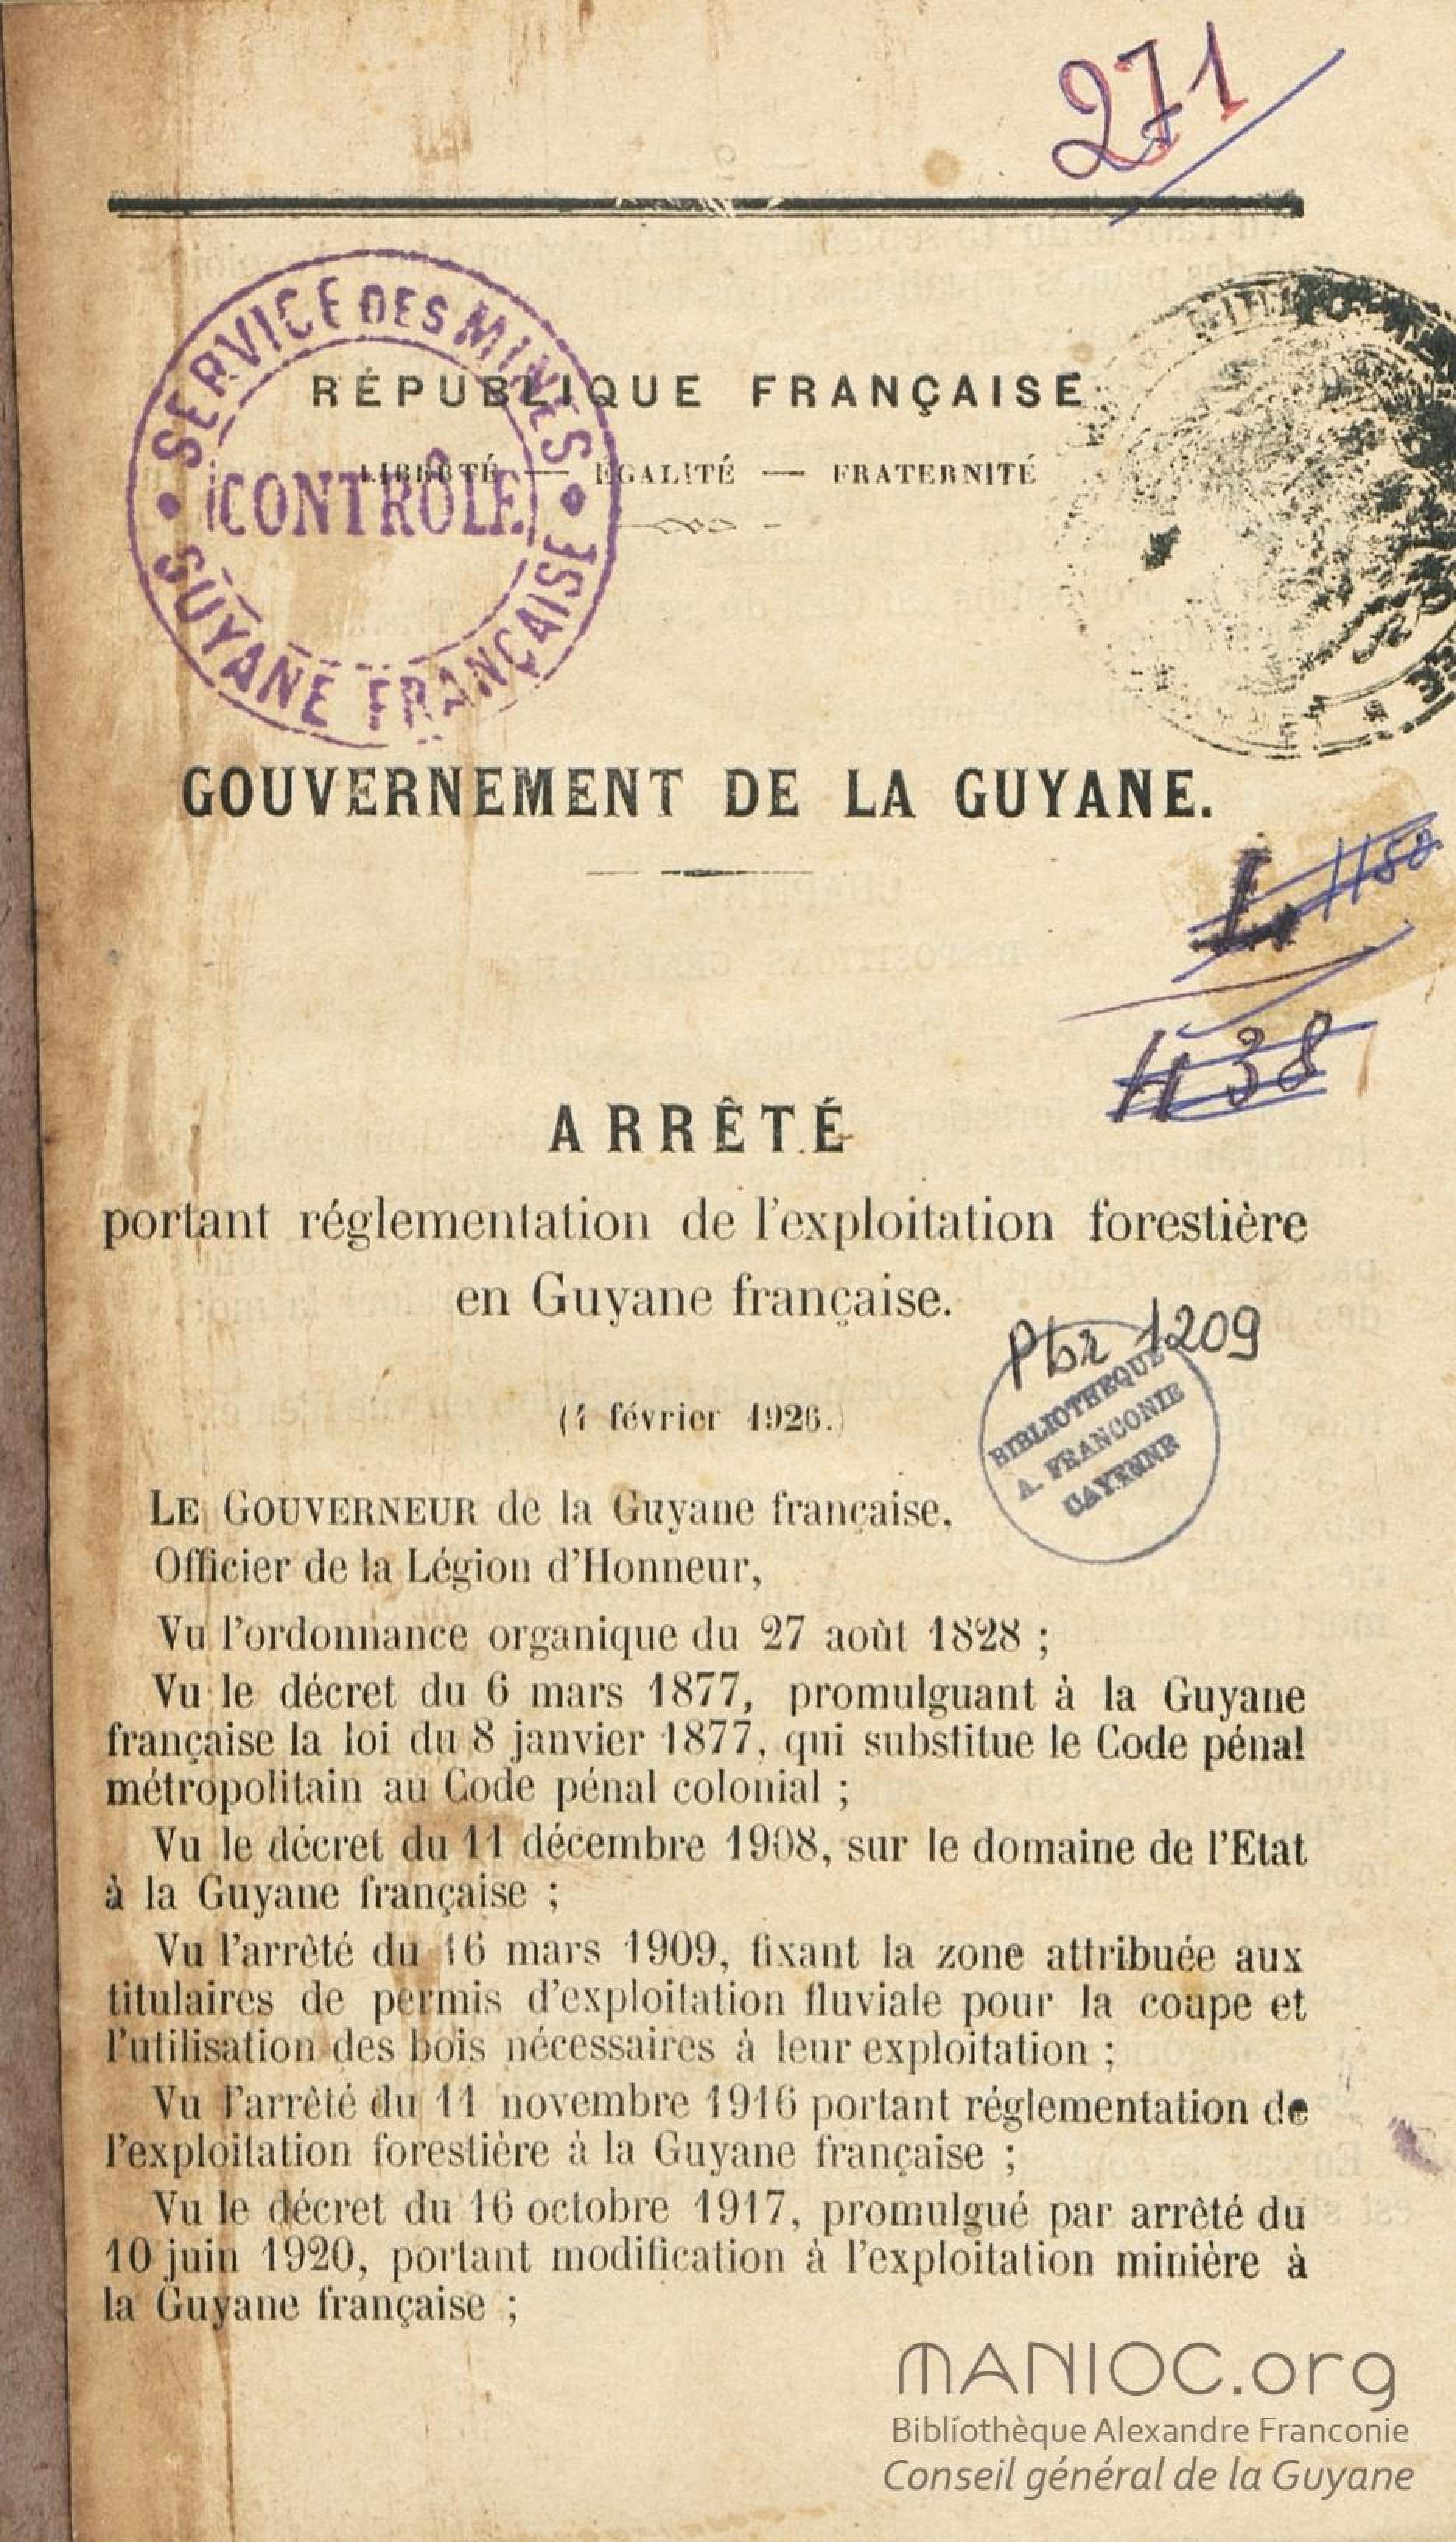 271
SERVICE DES MINES
CONTRÔLE
GUYANE FRANÇAISE
RÉPUBLIQUE FRANÇAISE
LIBERTÉ — EGALITÉ — FRATERNITÉ
GOUVERNEMENT DE LA GUYANE.
L. 1150
H 38
ARRÊTÉ
portant réglementation de l'exploitation forestière
en Guyane française.
Pbr 1209
BIBLIOTHEQUE
A. FRANCONIE
CAYENNE
février 1926.)
LE GOUVERNEUR de la Guyane française,
Officier de la Légion d'Honneur,
Vu l'ordonnance organique du 27 août 1828 ;
Vu le décret du 6 mars 1877, promulguant à la Guyane
française la loi du 8 janvier 1877, qui substitue le Code pénal
métropolitain au Code pénal colonial ;
Vu le décret du 11 décembre 1908, sur le domaine de l'Etat
à la Guyane française ;
Vu l'arrêté du 16 mars 1909, fixant la zone attribuée aux
titulaires de permis d'exploitation fluviale pour la coupe et
l'utilisation des bois nécessaires à leur exploitation ;
Vu l'arrêté du 11 novembre 1916 portant réglementation de
l'exploitation forestière à la Guyane française ;
Vu le décret du 16 octobre 1917, promulgué par arrêté du
10 juin 1920, portant modification à l'exploitation minière à
la Guyane française ;
MANIOC.org
Bibliothèque Alexandre Franconie
Conseil général de la Guyane